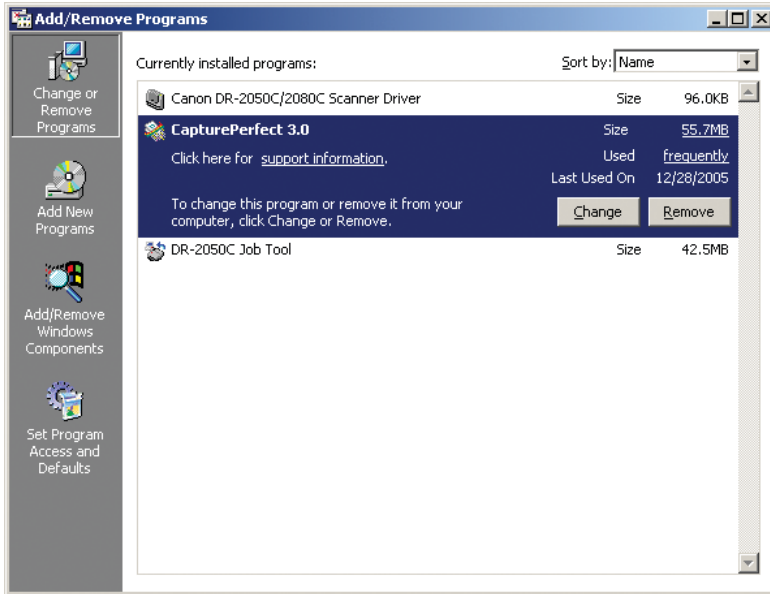 Add/Remove Programs
Change or
Remove
Programs
Add New
Programs
Add/Remove
Windows
Components
Set Program
Access and
Defaults
Currently installed programs:
Sort by: Name
Canon DR-2050C/2080C Scanner Driver Size 96.0KB
CapturePerfect 3.0 Size 55.7MB
Click here for support information. Used frequently
Last Used On 12/28/2005
To change this program or remove it from your
computer, click Change or Remove.
Change Remove
DR-2050C Job Tool Size 42.5MB